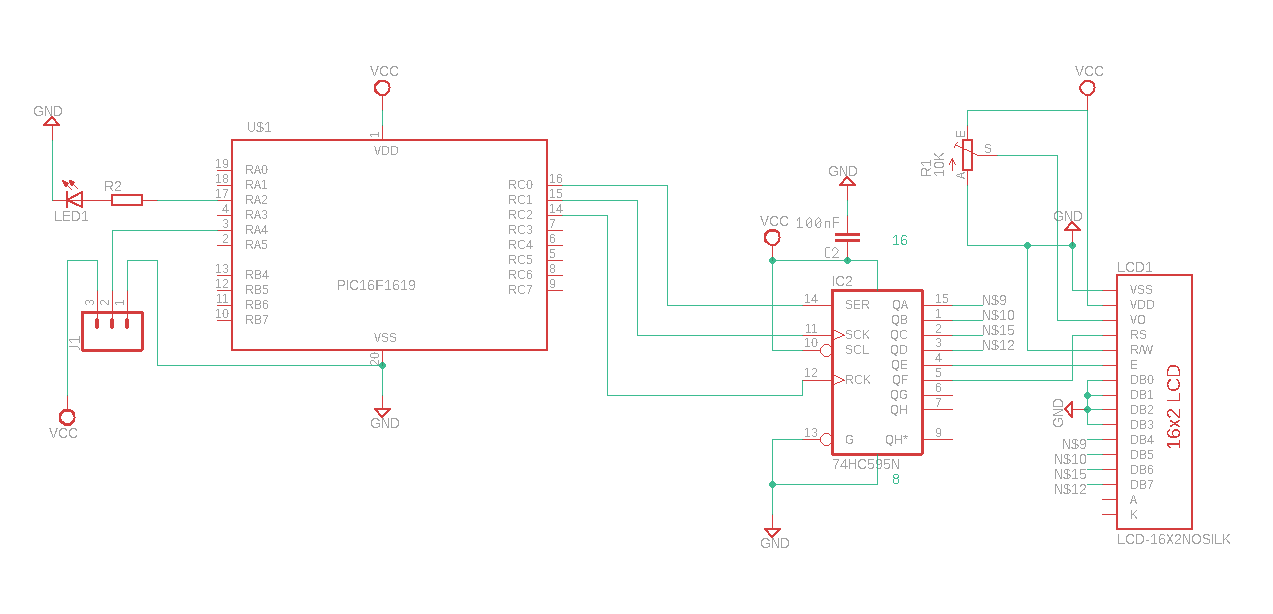 VCC
GND
U$1
1
VDD
19
RA0
18
RA1
17
RA2
4
RA3
3
RA4
2
RA5
13
RB4
12
RB5
11
RB6
10
RB7
RC0
16
RC1
15
RC2
14
RC3
7
RC4
6
RC5
5
RC6
8
RC7
9
PIC16F1619
VSS
20
GND
R2
LED1
3
2
1
J1
VCC
GND
VCC
100nF
C2
16
IC2
14
SER
11
SCK
10
SCL
12
RCK
13
G
QA
15
N$9
QB
1
N$10
QC
2
N$15
QD
3
N$12
QE
4
QF
5
QG
6
QH
7
QH*
9
74HC595N
8
GND
VCC
R1
10K
E
S
A
GND
LCD1
VSS
VDD
VO
RS
R/W
E
DB0
DB1
DB2
DB3
DB4
DB5
DB6
DB7
A
K
GND
N$9
N$10
N$15
N$12
16x2 LCD
LCD-16X2NOSILK